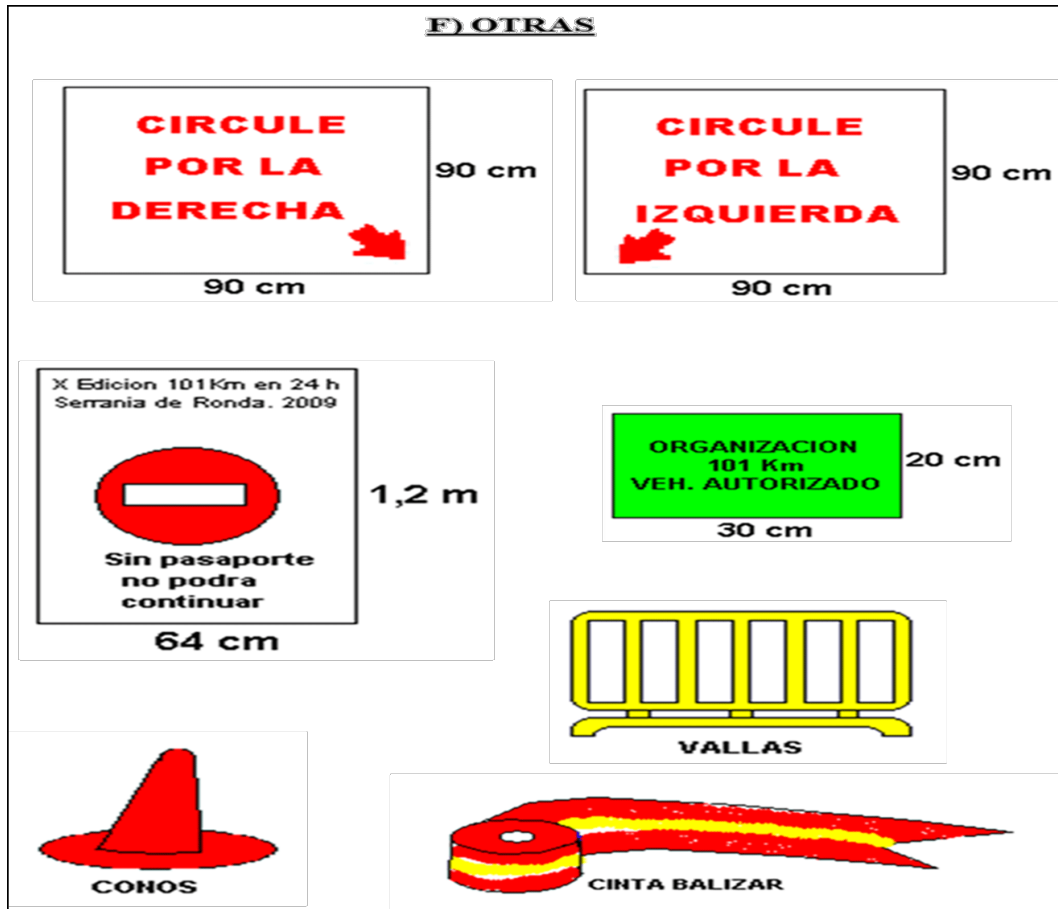 F) OTRAS
CIRCULE
POR LA
DERECHA
90 cm
90 cm
CIRCULE
POR LA
IZQUIERDA
90 cm
90 cm
X Edicion 101Km en 24 h
Serrania de Ronda. 2009
Sin pasaporte
no podra
continuar
1,2 m
64 cm
ORGANIZACION
101 Km
VEH. AUTORIZADO
20 cm
30 cm
VALLAS
CONOS
CINTA BALIZAR